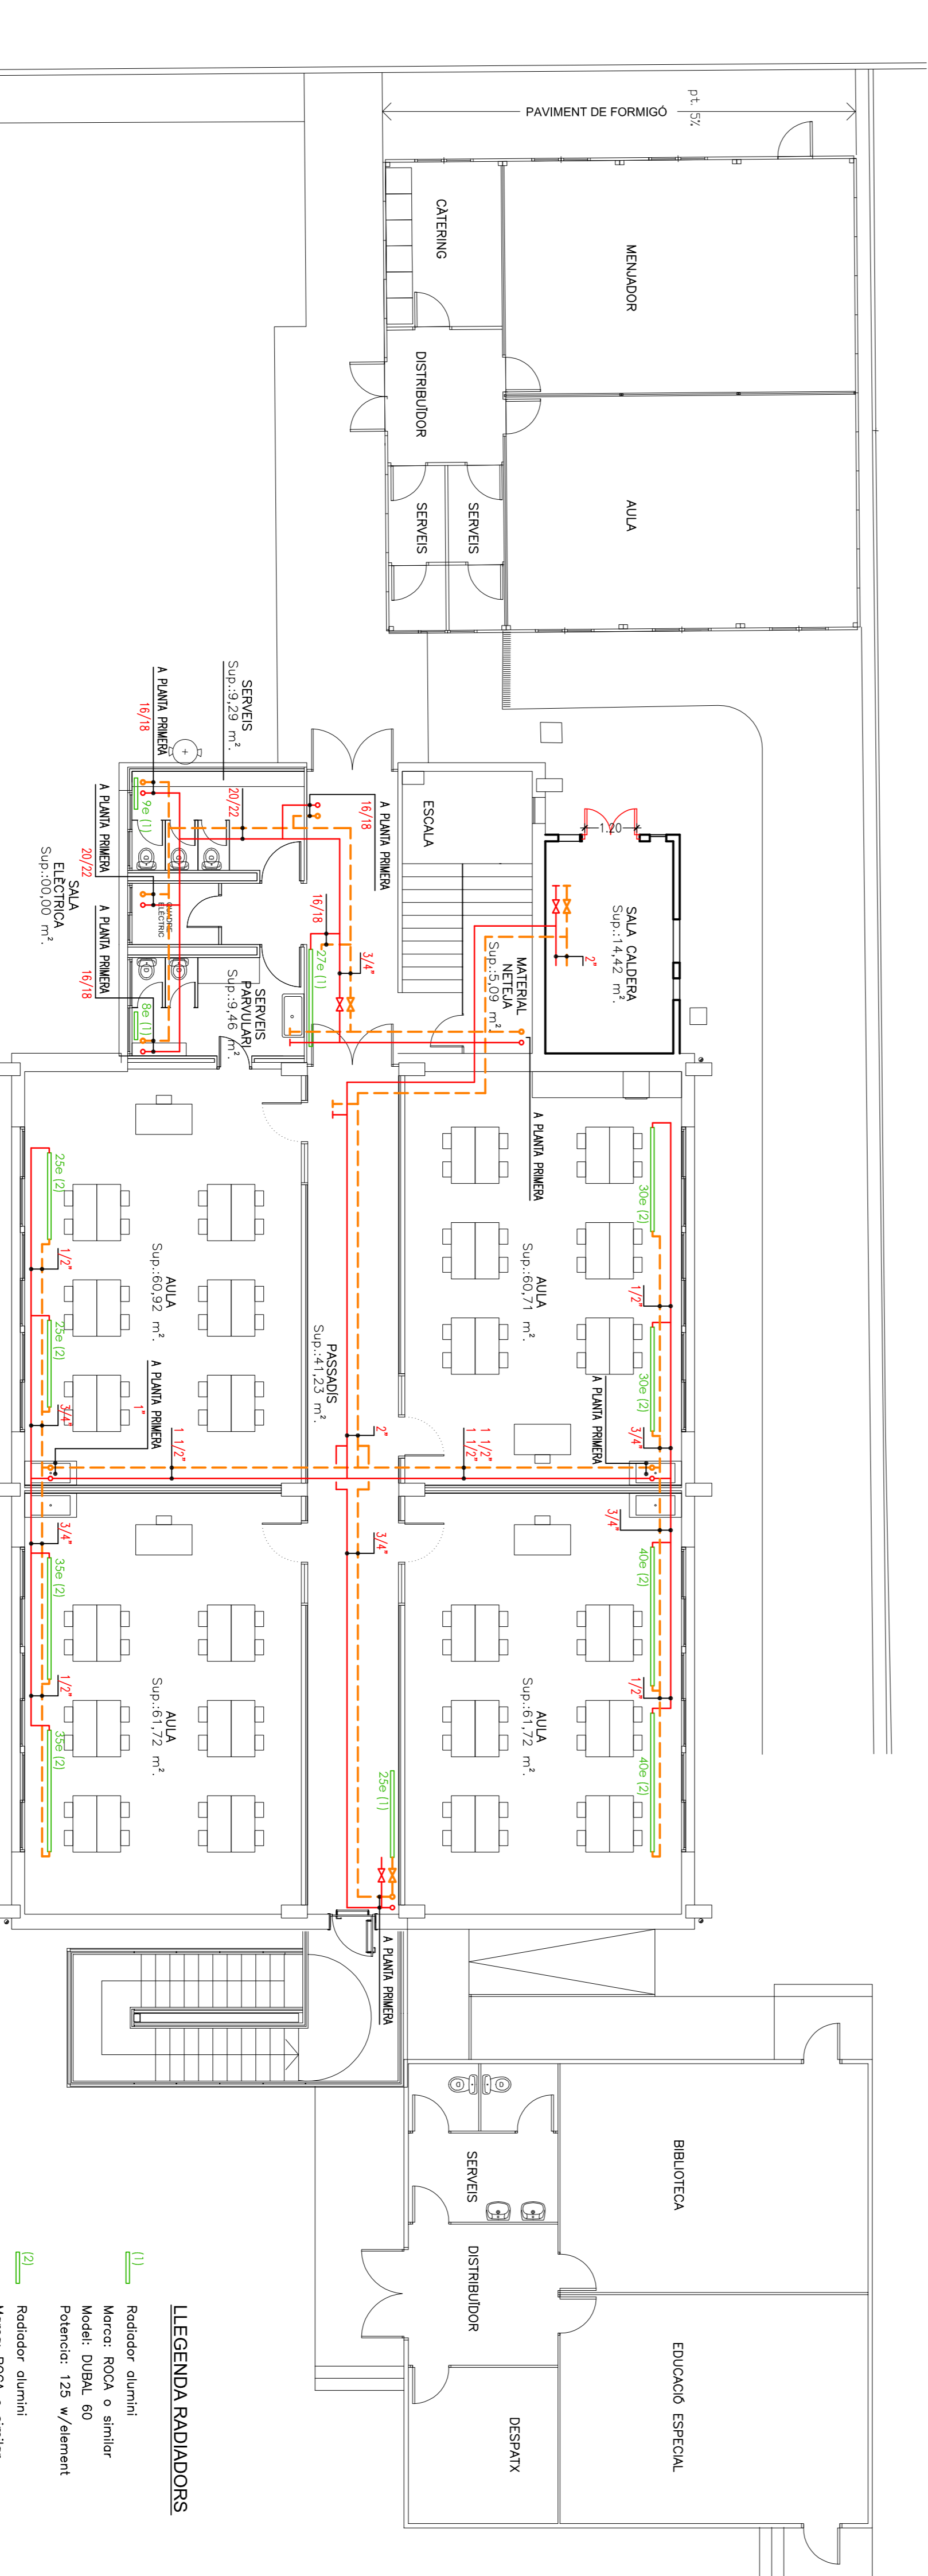 pt. 5%
PAVIMENT DE FORMIGÓ
CÀTERING
MENJADOR
DISTRIBUÏDOR
AULA
SERVEIS
SERVEIS
SERVEIS
Sup.:9,29 m².
A PLANTA PRIMERA
16/18
9e (1)
20/22
A PLANTA PRIMERA
16/18
ESCALA
1.20
SALA CALDERA
Sup.:14,42 m².
2"
A PLANTA PRIMERA
20/22
SALA
ELÈCTRICA
Sup.:00,00 m².
QUADRE
ELÈCTRIC
A PLANTA PRIMERA
16/18
8e (1)
SERVEIS
PARVULARI
Sup.:9,46 m².
16/18
27e (1)
3/4"
MATERIAL
NETEJA
Sup.:5,09 m².
A PLANTA PRIMERA
30e (2)
1/2"
30e (2)
3/4"
AULA
Sup.:60,71 m².
A PLANTA PRIMERA
25e (2)
1/2"
25e (2)
3/4"
AULA
Sup.:60,92 m².
A PLANTA PRIMERA
1"
PASSADÍS
Sup.:41,23 m².
2"
1 1/2"
1 1/2"
1 1/2"
3/4"
3/4"
40e (2)
1/2"
40e (2)
AULA
Sup.:61,72 m².
3/4"
35e (2)
1/2"
35e (2)
AULA
Sup.:61,72 m².
25e (1)
A PLANTA PRIMERA
SERVEIS
BIBLIOTECA
DISTRIBUÏDOR
DESPATX
EDUCACIÓ ESPECIAL
LLEGENDA RADIADORS
(1)
Radiador alumini
Marca: ROCA o similar
Model: DUBAL 60
Potencia: 125 w/element
(2)
Radiador alumini
Marca: ROCA o similar